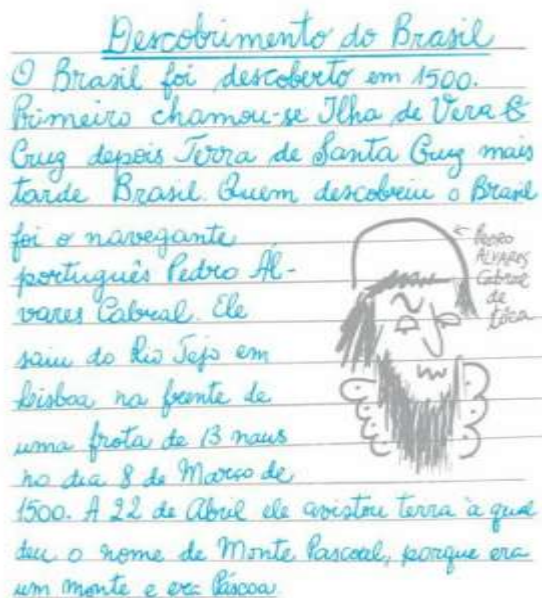 Descobrimento do Brasil
O Brasil foi descoberto em 1500.
Primeiro chamou-se Ilha de Vera
Cruz depois Terra de Santa Cruz mais
tarde Brasil. Quem descobriu o Brasil
foi o navegante
português Pedro Ál-
vares Cabral. Ele
saiu do Rio Tejo em
Lisboa na frente de
uma frota de 13 naus
no dia 8 de Março de
1500. A 22 de Abril ele avistou terra à qual
deu o nome de Monte Pascoal, porque era
um monte e era Páscoa
← PEDRO
ÁLVARES
Cabral
de
tôca